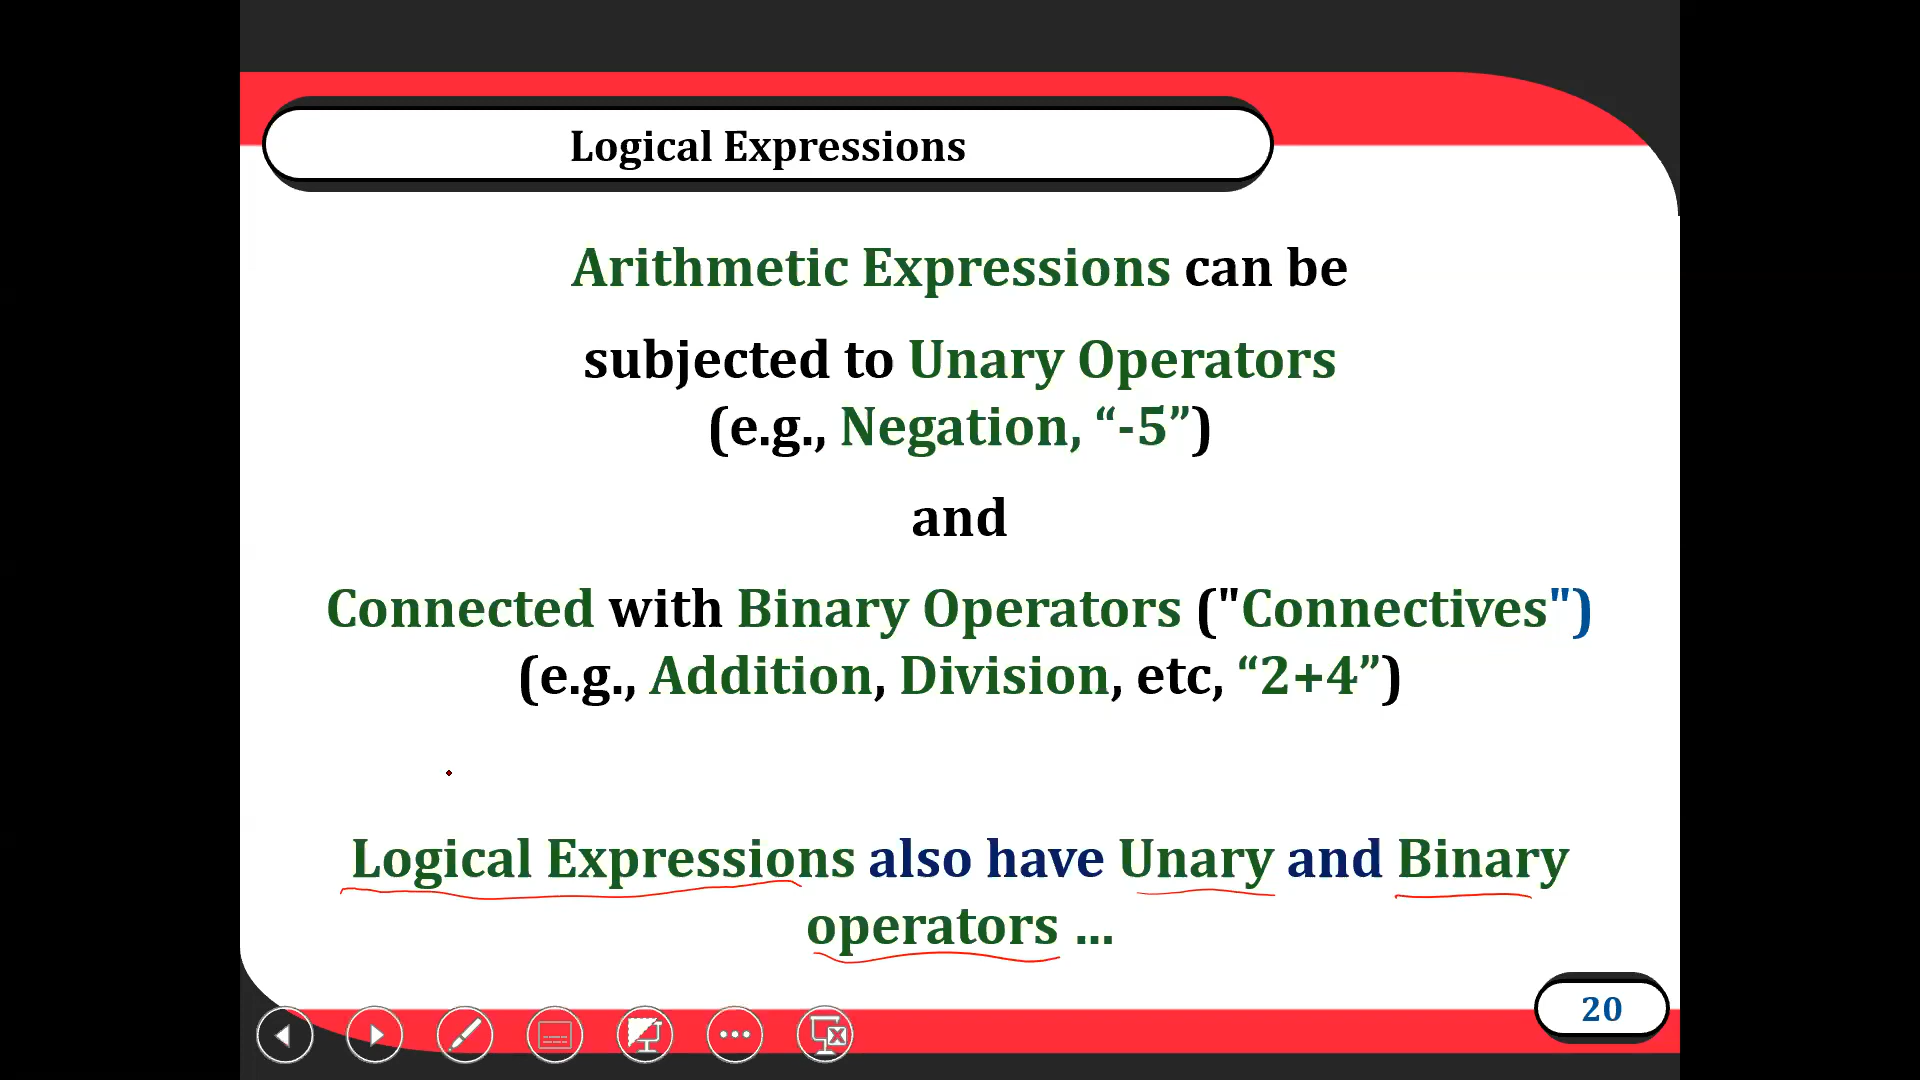 Logical Expressions
Arithmetic Expressions can be
subjected to Unary Operators
(e.g., Negation, “-5”)
and
Connected with Binary Operators ("Connectives")
(e.g., Addition, Division, etc, “2+4”)
Logical Expressions also have Unary and Binary
operators ...
20